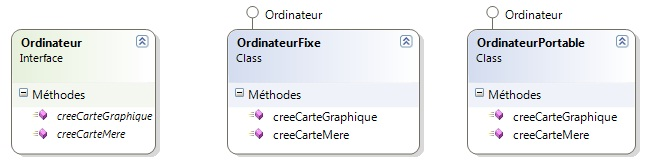 Ordinateur
Interface
Méthodes
creeCarteGraphique
creeCarteMere
Ordinateur
OrdinateurFixe
Class
Méthodes
creeCarteGraphique
creeCarteMere
Ordinateur
OrdinateurPortable
Class
Méthodes
creeCarteGraphique
creeCarteMere